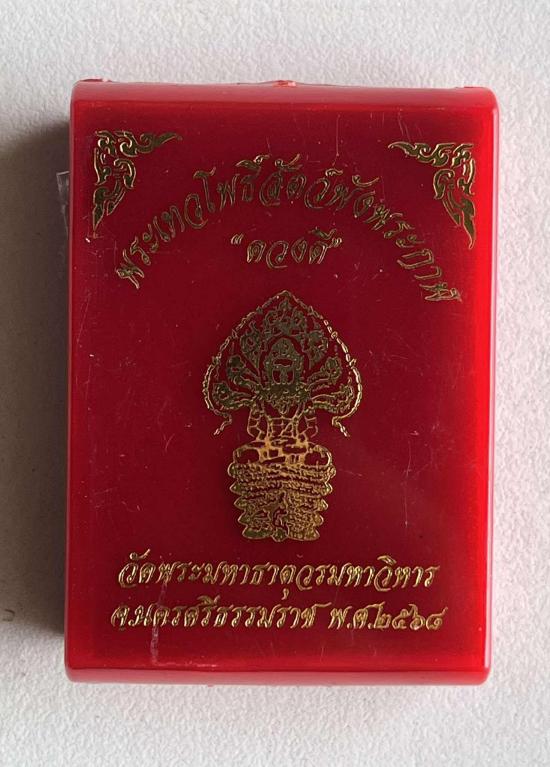 พระเทวโพธิ์สัตว์พังพระกาฬ
"ดวงดี"
วัดพระมหาธาตุวรมหาวิหาร
จ.นครศรีธรรมราช พ.ศ.๒๕๖๘